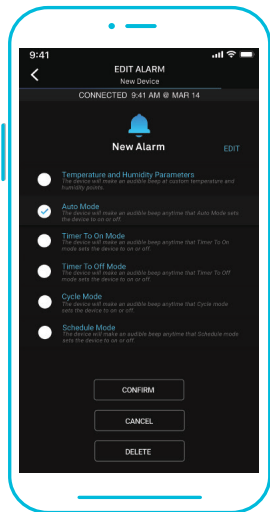 9:41
EDIT ALARM
New Device
CONNECTED 9:41 AM @ MAR 14
New Alarm
EDIT
Temperature and Humidity Parameters
The device will make an audible beep at custom temperature and
humidity points.
Auto Mode
The device will make an audible beep anytime that Auto Mode sets
the device to on or off.
Timer To On Mode
The device will make an audible beep anytime that Timer To On
mode sets the device to on or off.
Timer To Off Mode
The device will make an audible beep anytime that Timer To Off
mode sets the device to on or off.
Cycle Mode
The device will make an audible beep anytime that Cycle mode
sets the device to on or off.
Schedule Mode
The device will make an audible beep anytime that Schedule mode
sets the device to on or off.
CONFIRM
CANCEL
DELETE